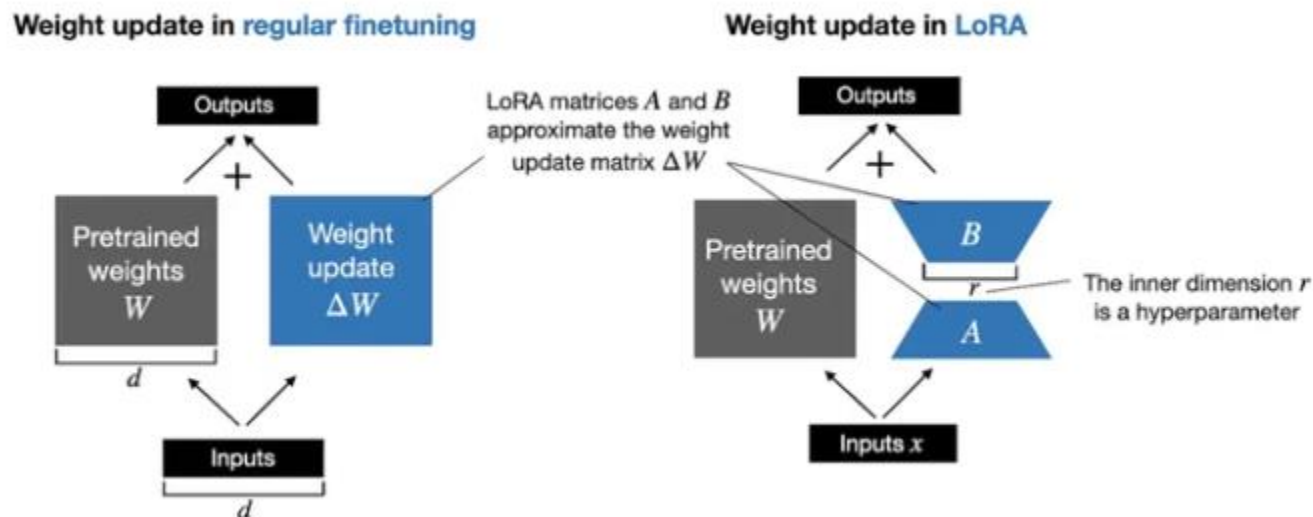 Weight update in regular finetuning
Outputs
+
Pretrained
weights
W
Weight
update
ΔW
d
Inputs
d
LoRA matrices A and B
approximate the weight
update matrix ΔW
Weight update in LoRA
Outputs
+
Pretrained
weights
W
B
r
A
The inner dimension r
is a hyperparameter
Inputs x